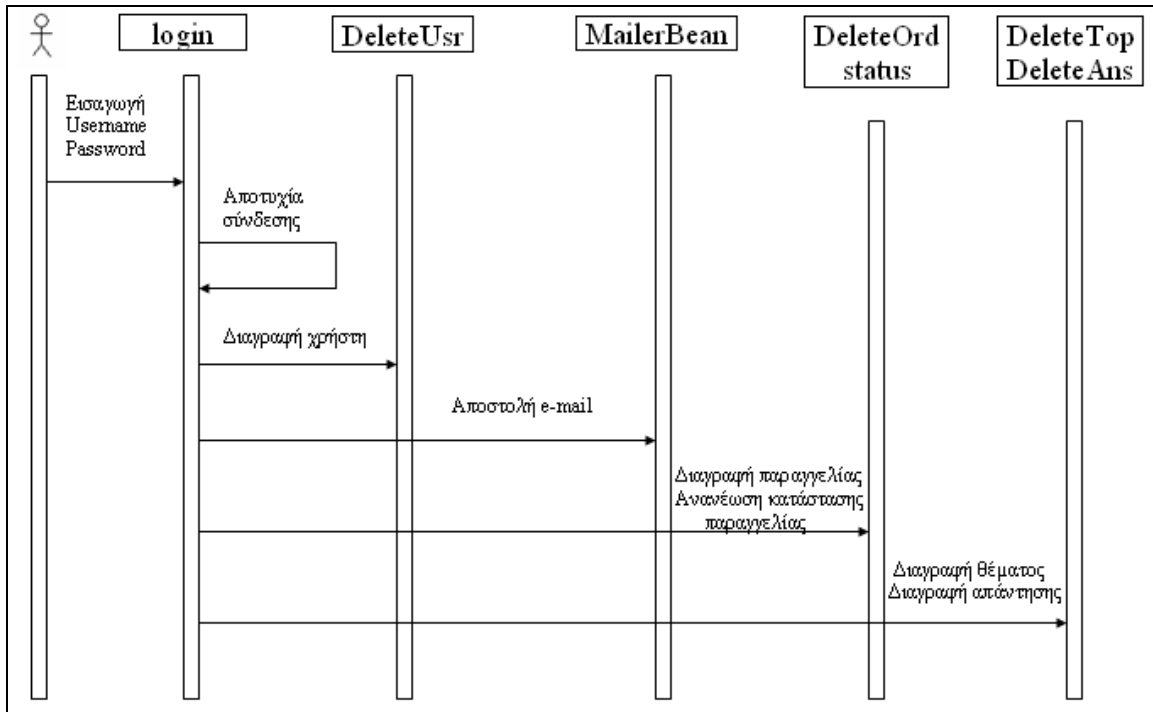 login
DeleteUsr
MailerBean
DeleteOrd
status
DeleteTop
DeleteAns
Εισαγωγή
Username
Password
Αποτυχία
σύνδεσης
Διαγραφή χρήστη
Αποστολή e-mail
Διαγραφή παραγγελίας
Ανανέωση κατάστασης
παραγγελίας
Διαγραφή θέματος
Διαγραφή απάντησης